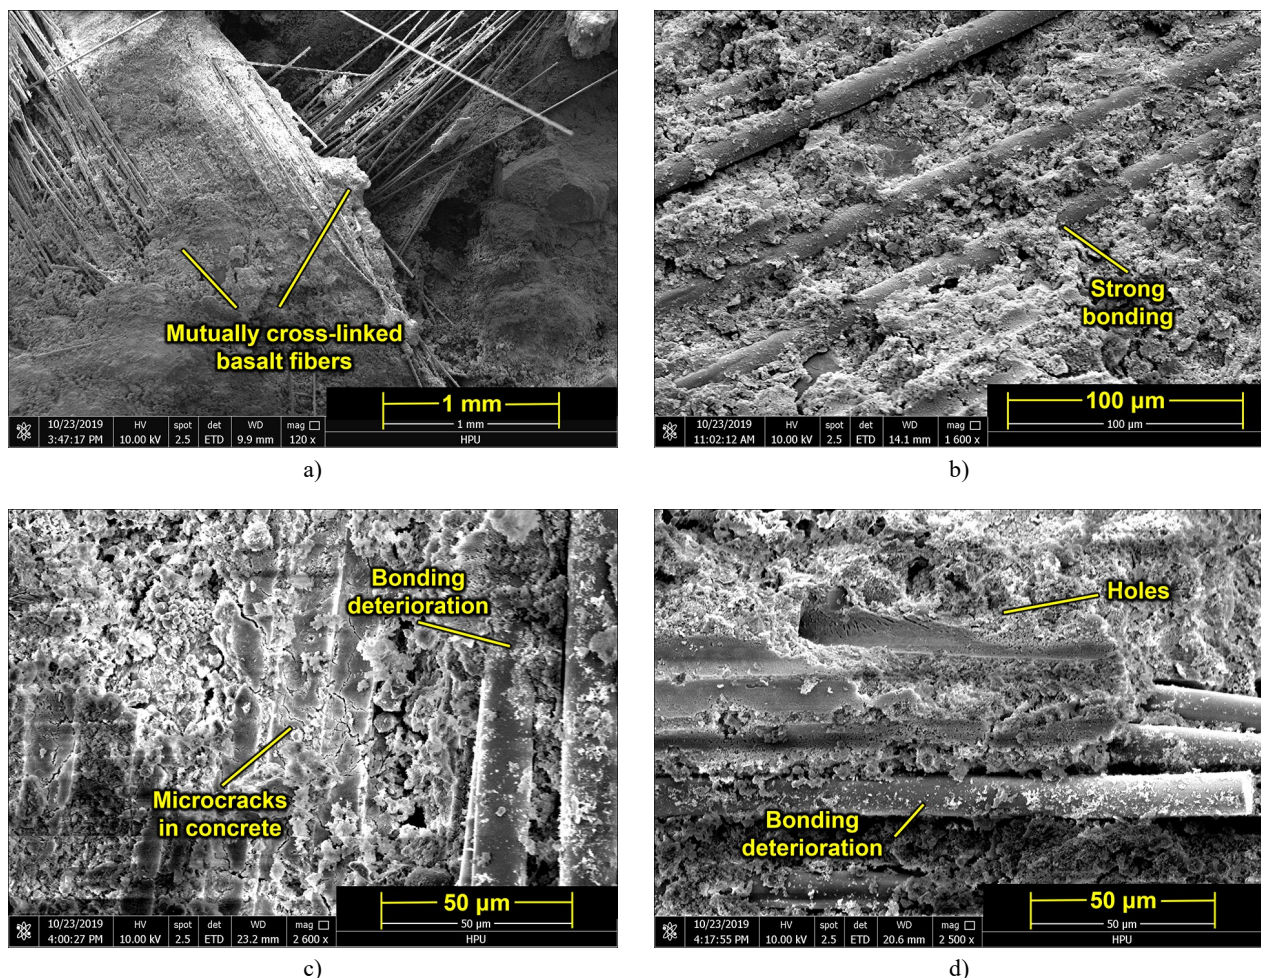 Mutually cross-linked
basalt fibers
1 mm
1 mm
10/23/2019 HV spot det WD mag
3:47:17 PM 10.00 kV 2.5 ETD 9.9 mm 120 x HPU
a)
Strong
bonding
100 µm
100 µm
10/23/2019 HV spot det WD mag
11:02:12 AM 10.00 kV 2.5 ETD 14.1 mm 1 600 x HPU
b)
Bonding
deterioration
Microcracks
in concrete
50 µm
50 µm
10/23/2019 HV spot det WD mag
4:00:27 PM 10.00 kV 2.5 ETD 23.2 mm 2 600 x HPU
c)
Holes
Bonding
deterioration
50 µm
50 µm
10/23/2019 HV spot det WD mag
4:17:55 PM 10.00 kV 2.5 ETD 20.6 mm 2 500 x HPU
d)